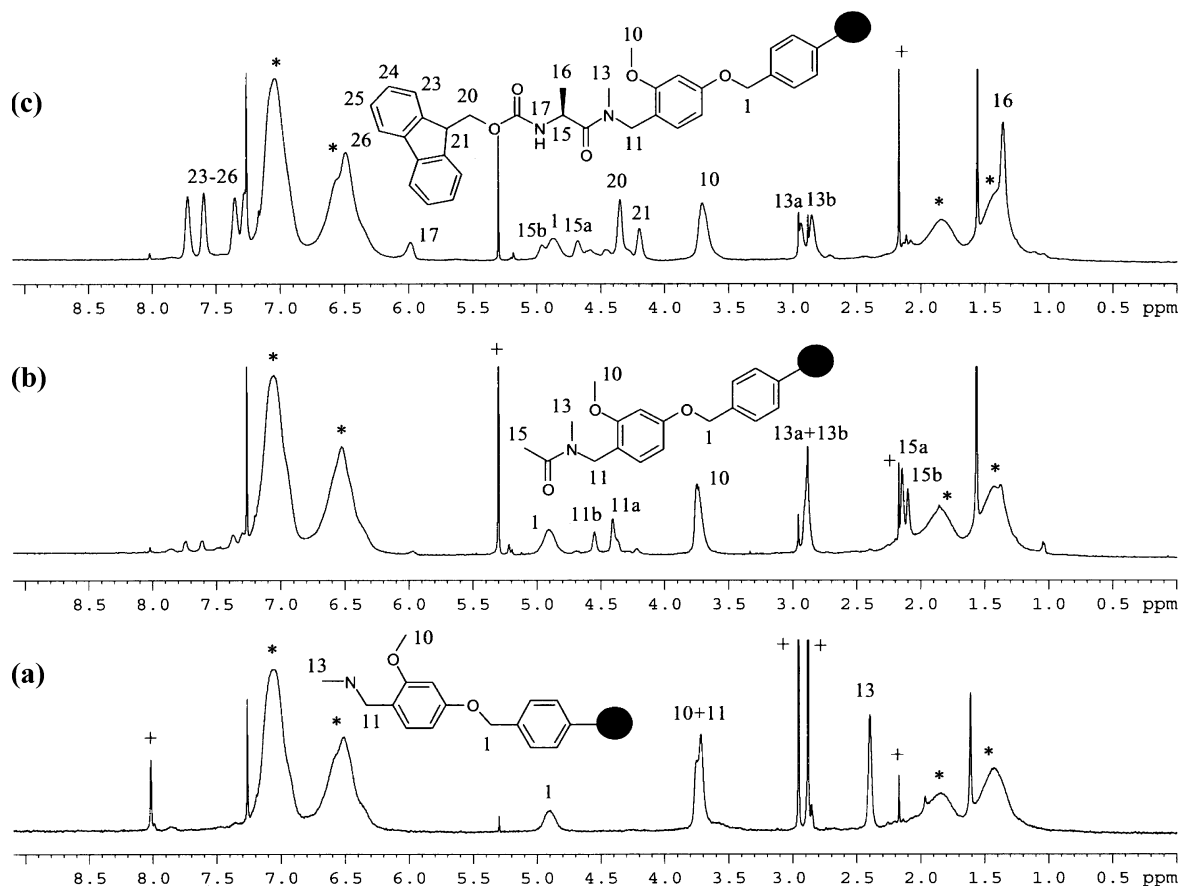 (c)
* 24 23 25 20 26 * 21 O O 17 N H 15 16 O 13 N 11 10 O O 1 + 16
23-26 17 15b 1 15a 20 21 10 13a 13b * *
8.5 8.0 7.5 7.0 6.5 6.0 5.5 5.0 4.5 4.0 3.5 3.0 2.5 2.0 1.5 1.0 0.5 ppm
(b)
* * + 15 O 13 N 11 10 O O 1
1 11b 11a 10 13a+13b + 15a 15b * *
8.5 8.0 7.5 7.0 6.5 6.0 5.5 5.0 4.5 4.0 3.5 3.0 2.5 2.0 1.5 1.0 0.5 ppm
(a)
+ * * 13 N 11 10 O O 1
1 10+11 + + 13 + * *
8.5 8.0 7.5 7.0 6.5 6.0 5.5 5.0 4.5 4.0 3.5 3.0 2.5 2.0 1.5 1.0 0.5 ppm